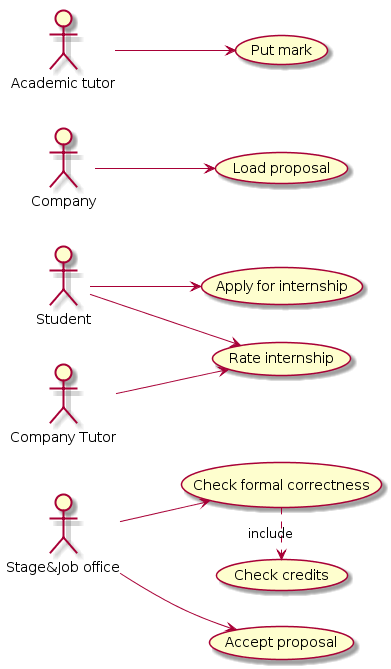 Put mark
Academic tutor
Load proposal
Company
Apply for internship
Student
Rate internship
Company Tutor
Check formal correctness
include
Stage&Job office
Check credits
Accept proposal